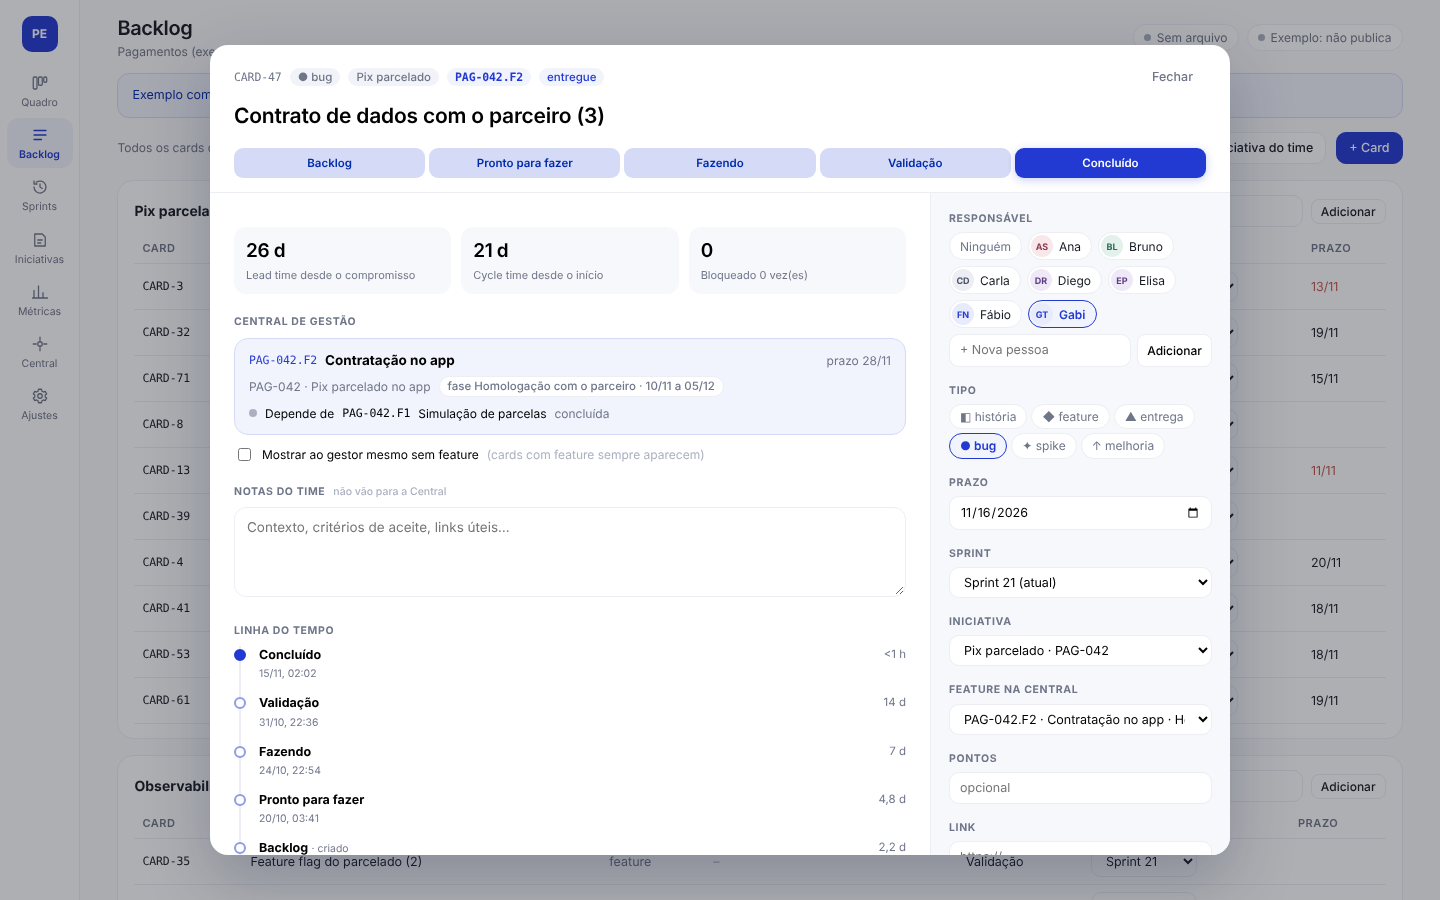 PE
Quadro
Backlog
Sprints
Iniciativas
Métricas
Central
Ajustes
Backlog
Pagamentos (exe
Sem arquivo
Exemplo: não publica
Exemplo com
Todos os cards
ciativa do time
+ Card
Pix parcela
Adicionar
CARD
PRAZO
CARD-3
13/11
CARD-32
19/11
CARD-71
15/11
CARD-8
CARD-13
11/11
CARD-39
CARD-4
20/11
CARD-41
18/11
CARD-53
18/11
CARD-61
19/11
Observabil
Adicionar
CARD
PRAZO
CARD-35
Feature flag do parcelado (2)
feature
–
Validação
Sprint 21
CARD-47
● bug
Pix parcelado
PAG-042.F2
entregue
Fechar
Contrato de dados com o parceiro (3)
Backlog
Pronto para fazer
Fazendo
Validação
Concluído
26 d
Lead time desde o compromisso
21 d
Cycle time desde o início
0
Bloqueado 0 vez(es)
CENTRAL DE GESTÃO
PAG-042.F2 Contratação no app
prazo 28/11
PAG-042 · Pix parcelado no app
fase Homologação com o parceiro · 10/11 a 05/12
Depende de PAG-042.F1 Simulação de parcelas concluída
Mostrar ao gestor mesmo sem feature (cards com feature sempre aparecem)
NOTAS DO TIME não vão para a Central
Contexto, critérios de aceite, links úteis...
LINHA DO TEMPO
Concluído
<1 h
15/11, 02:02
Validação
14 d
31/10, 22:36
Fazendo
7 d
24/10, 22:54
Pronto para fazer
4,8 d
20/10, 03:41
Backlog · criado
2,2 d
RESPONSÁVEL
Ninguém
AS Ana
BL Bruno
CD Carla
DR Diego
EP Elisa
FN Fábio
GT Gabi
+ Nova pessoa
Adicionar
TIPO
◧ história
◆ feature
▲ entrega
● bug
✦ spike
↑ melhoria
PRAZO
11/16/2026
SPRINT
Sprint 21 (atual)
INICIATIVA
Pix parcelado · PAG-042
FEATURE NA CENTRAL
PAG-042.F2 · Contratação no app · H
PONTOS
opcional
LINK